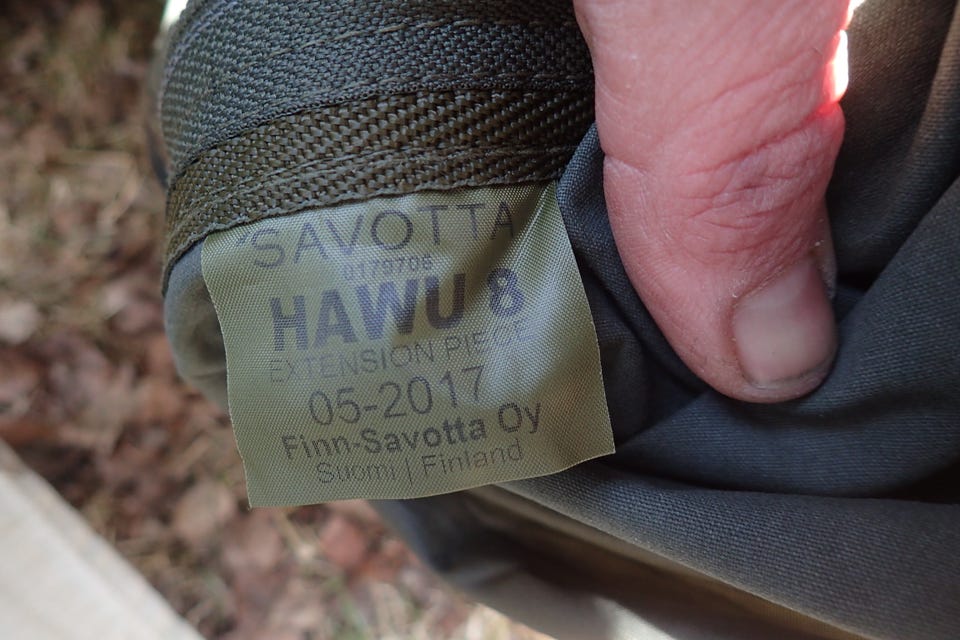 SAVOTTA
0179706
HAWU 8
EXTENSION PIECE
05-2017
Finn-Savotta Oy
Suomi | Finland